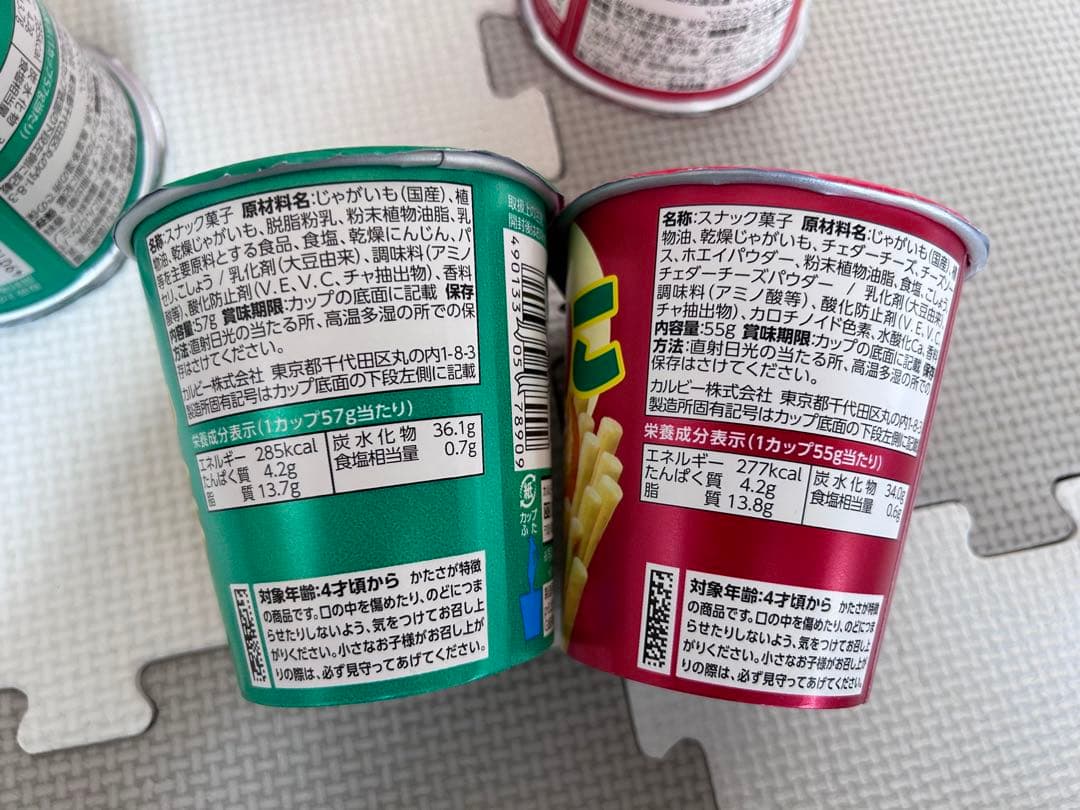 名称:スナック菓子 原材料名:じゃがいも(国産)、植
物油、乾燥じゃがいも、脱脂粉乳、粉末植物油脂、乳
等を主要原料とする食品、食塩、乾燥にんじん、パ
セリ、こしょう / 乳化剤(大豆由来)、調味料(アミノ
酸等)、酸化防止剤(V.E、V.C、チャ抽出物)、香料
内容量:57g 賞味期限:カップの底面に記載 保存
方法:直射日光の当たる所、高温多湿の所での保
存はさけてください。
カルビー株式会社 東京都千代田区丸の内1-8-3
製造所固有記号はカップ底面の下段左側に記載
栄養成分表示(1カップ57g当たり)
エネルギー 285kcal 炭水化物 36.1g
たんぱく質 4.2g 食塩相当量 0.7g
脂質 13.7g
対象年齢:4才頃から かたさが特徴
の商品です。口の中を傷めたり、のどにつま
らせたりしないよう、気をつけてお召し上
がりください。小さなお子様がお召し上が
りの際は、必ず見守ってあげてください。
取扱上の
開封後は
4901330578909
紙
カップ
ふた
名称:スナック菓子 原材料名:じゃがいも(国産)、植
物油、乾燥じゃがいも、チェダーチーズ、チーズソー
ス、ホエイパウダー、粉末植物油脂、食塩、こしょう、
チェダーチーズパウダー / 乳化剤(大豆由来)、
調味料(アミノ酸等)、酸化防止剤(V.E、V.C、
チャ抽出物)、カロチノイド色素、水酸化Ca、香料
内容量:55g 賞味期限:カップの底面に記載 保存
方法:直射日光の当たる所、高温多湿の所での
保存はさけてください。
カルビー株式会社 東京都千代田区丸の内1-8-3
製造所固有記号はカップ底面の下段左側に記載
栄養成分表示(1カップ55g当たり)
エネルギー 277kcal 炭水化物 34.0g
たんぱく質 4.2g 食塩相当量 0.6g
脂質 13.8g
対象年齢:4才頃から かたさが特徴
の商品です。口の中を傷めたり、のどにつま
らせたりしないよう、気をつけてお召し上
がりください。小さなお子様がお召し上が
りの際は、必ず見守ってあげてください。